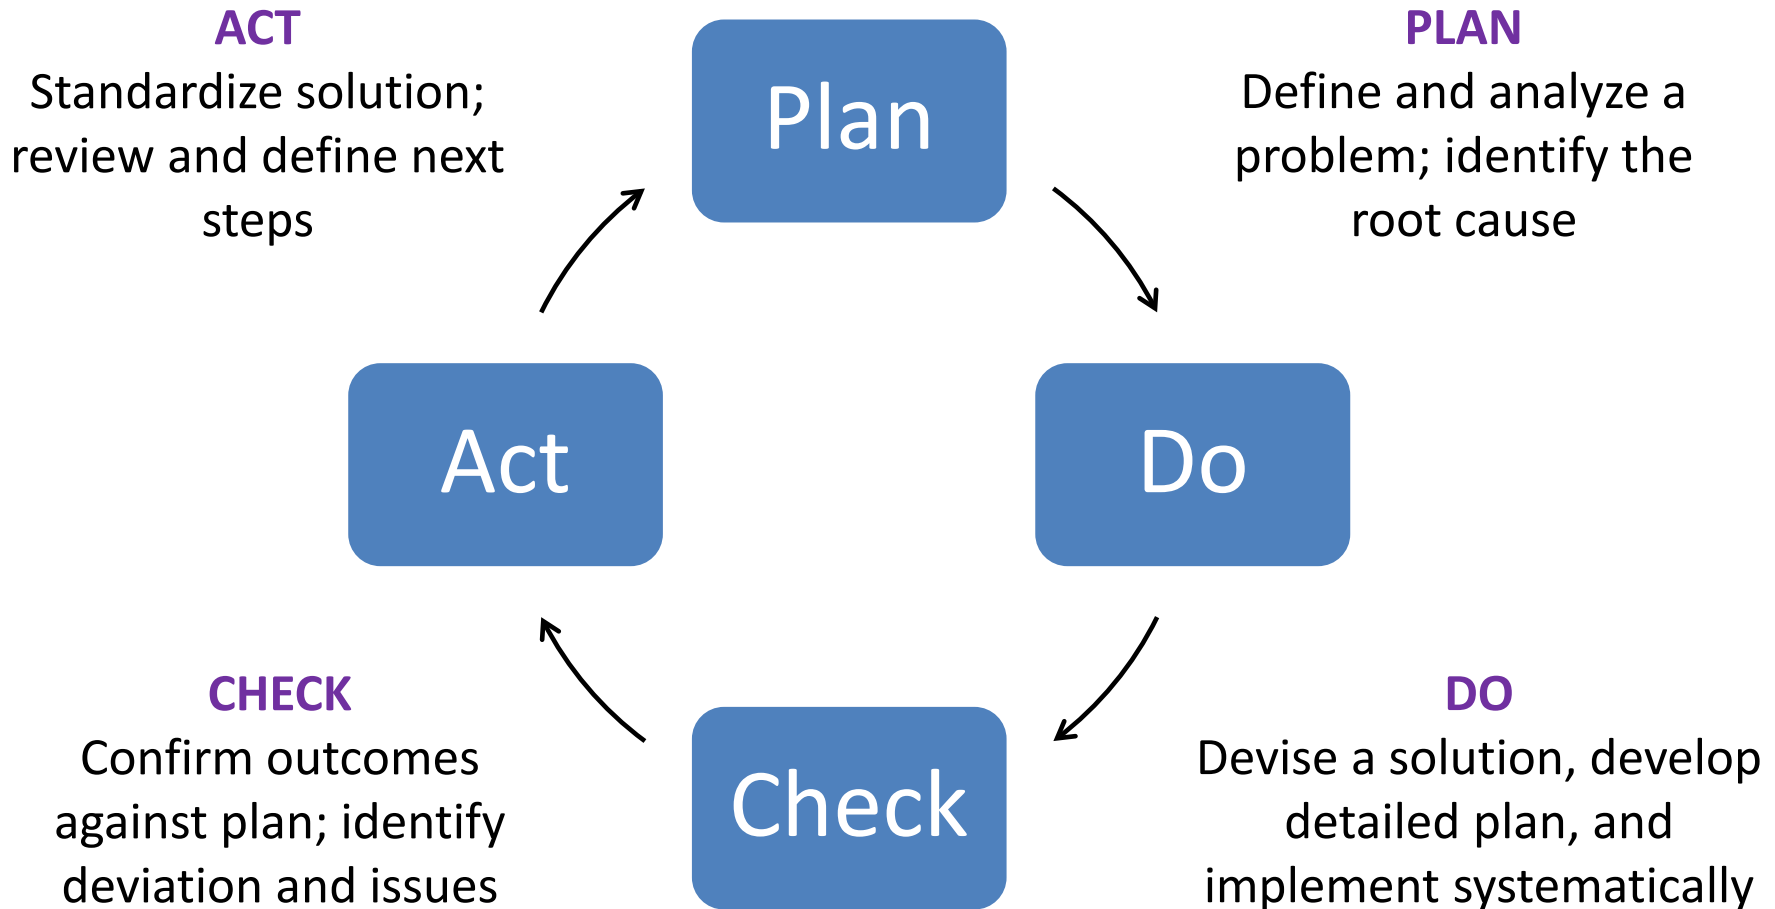 ACT
Standardize solution;
review and define next
steps
Plan
PLAN
Define and analyze a
problem; identify the
root cause
Act
Do
CHECK
Confirm outcomes
against plan; identify
deviation and issues
Check
DO
Devise a solution, develop
detailed plan, and
implement systematically